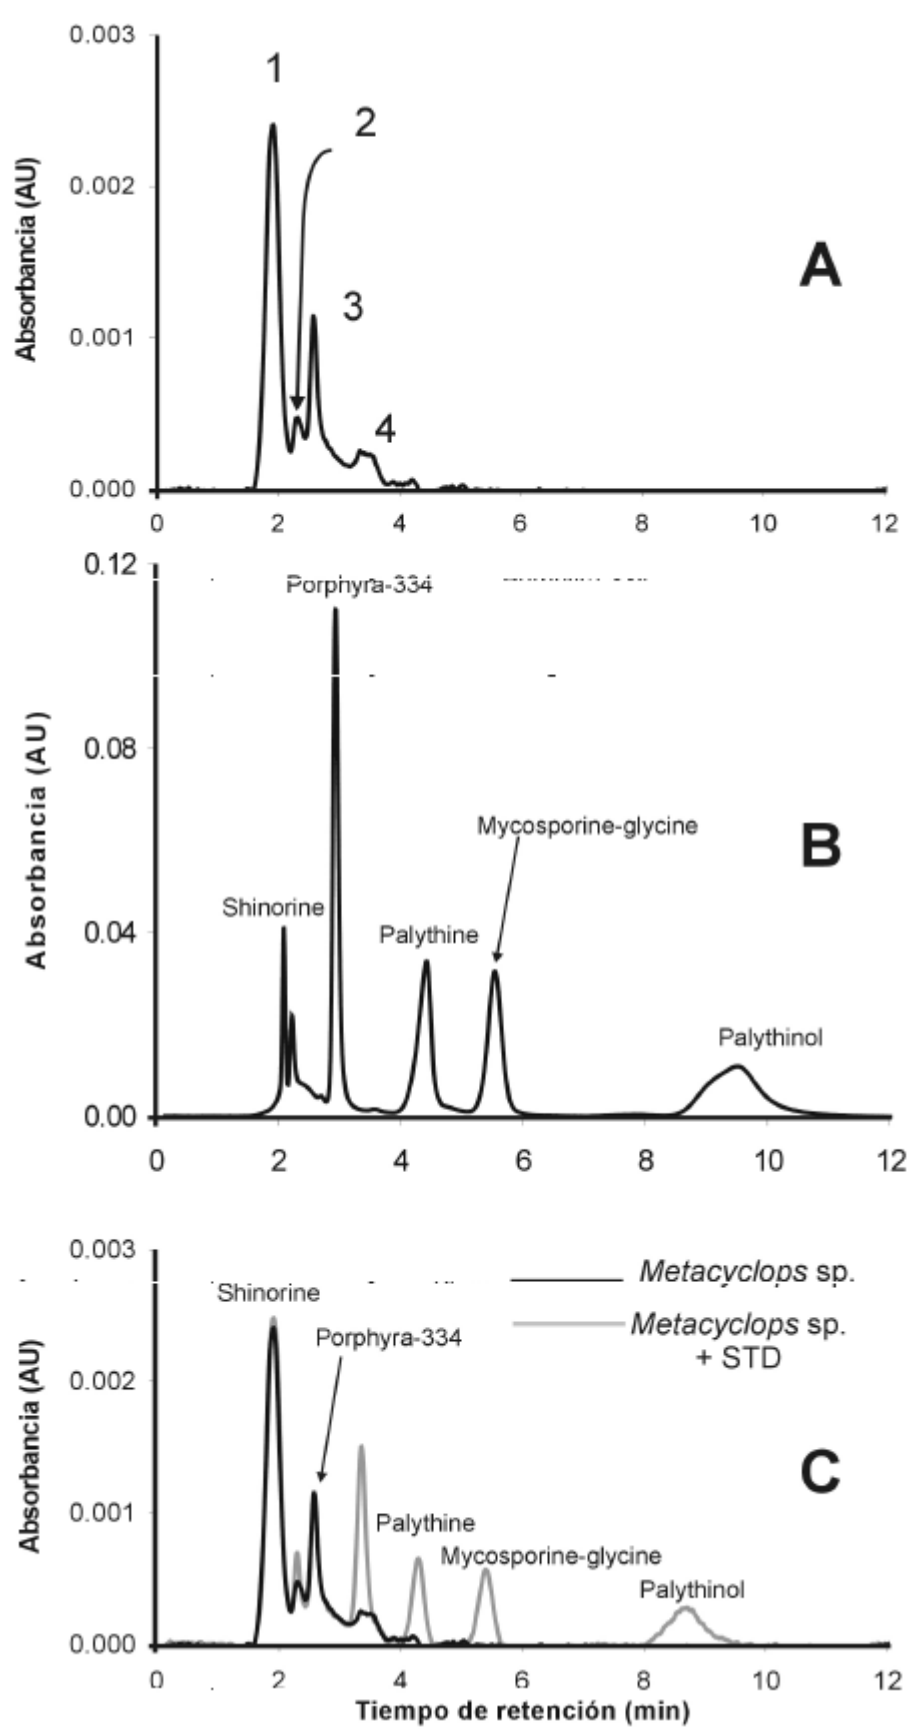 0.003
1
2
0.002
Absorbancia (AU)
A
3
0.001
4
0.000
0 2 4 6 8 10 12
0.12
Porphyra-334
0.08
Absorbancia (AU)
Mycosporine-glycine
B
Shinorine
0.04
Palythine
Palythinol
0.00
0 2 4 6 8 10 12
0.003
Metacyclops sp.
Shinorine
Metacyclops sp.
+ STD
Porphyra-334
0.002
Absorbancia (AU)
C
0.001
Palythine
Mycosporine-glycine
Palythinol
0.000
0 2 4 6 8 10 12
Tiempo de retención (min)